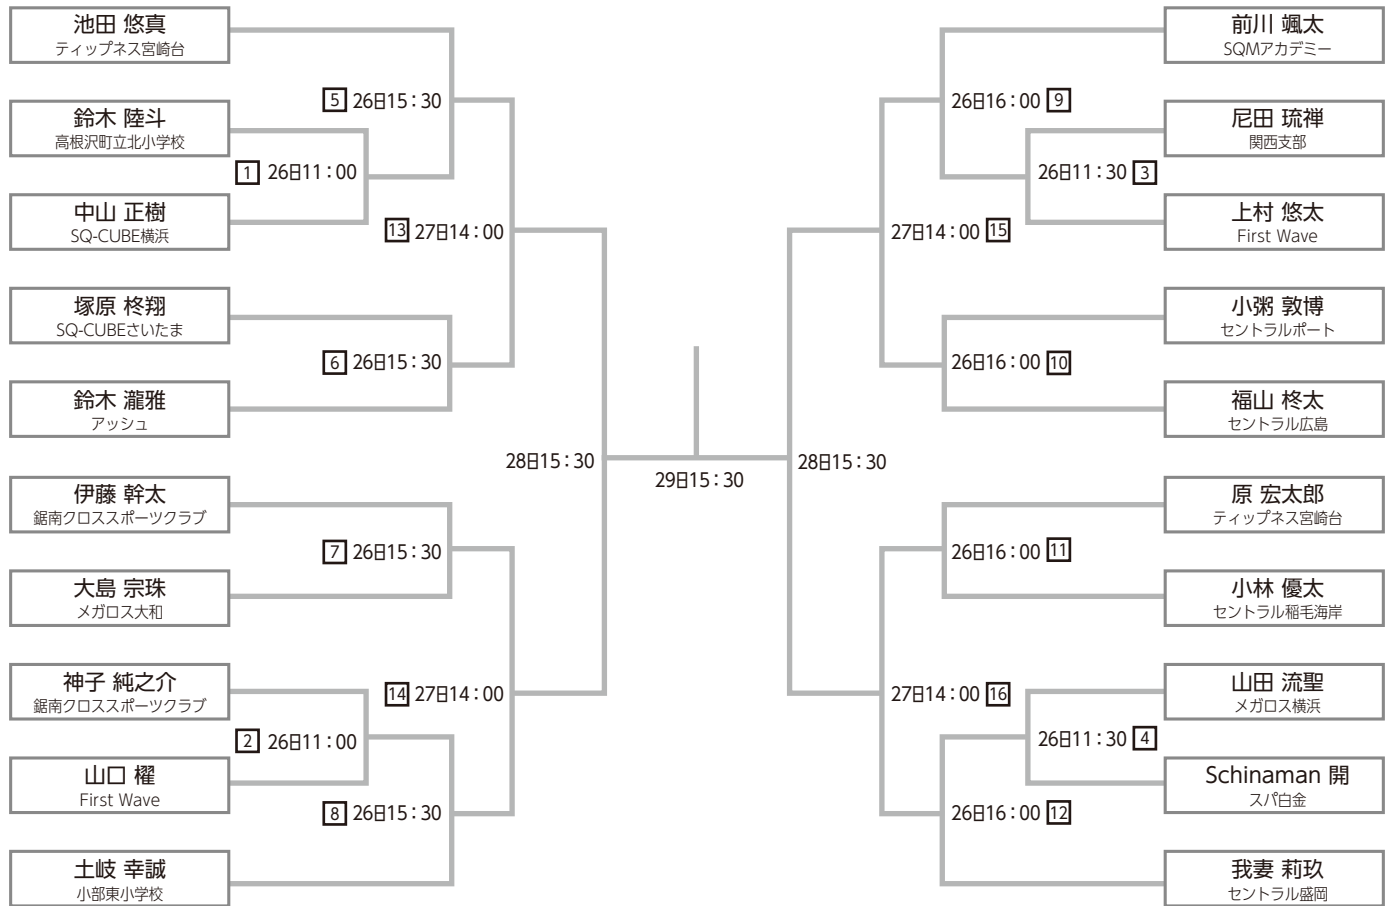 池田 悠真
ティップネス宮崎台
鈴木 陸斗
高根沢町立北小学校
中山 正樹
SQ-CUBE横浜
塚原 柊翔
SQ-CUBEさいたま
鈴木 瀧雅
アッシュ
伊藤 幹太
鋸南クロススポーツクラブ
大島 宗珠
メガロス大和
神子 純之介
鋸南クロススポーツクラブ
山口 櫂
First Wave
土岐 幸誠
小部東小学校
5 26日15：30
1 26日11：00
13 27日14：00
6 26日15：30
28日15：30
7 26日15：30
14 27日14：00
2 26日11：00
8 26日15：30
29日15：30
26日16：00 9
26日11：30 3
27日14：00 15
26日16：00 10
28日15：30
26日16：00 11
27日14：00 16
26日11：30 4
26日16：00 12
前川 颯太
SQMアカデミー
尼田 琉禅
関西支部
上村 悠太
First Wave
小粥 敦博
セントラルポート
福山 柊太
セントラル広島
原 宏太郎
ティップネス宮崎台
小林 優太
セントラル稲毛海岸
山田 流聖
メガロス横浜
Schinaman 開
スパ白金
我妻 莉玖
セントラル盛岡